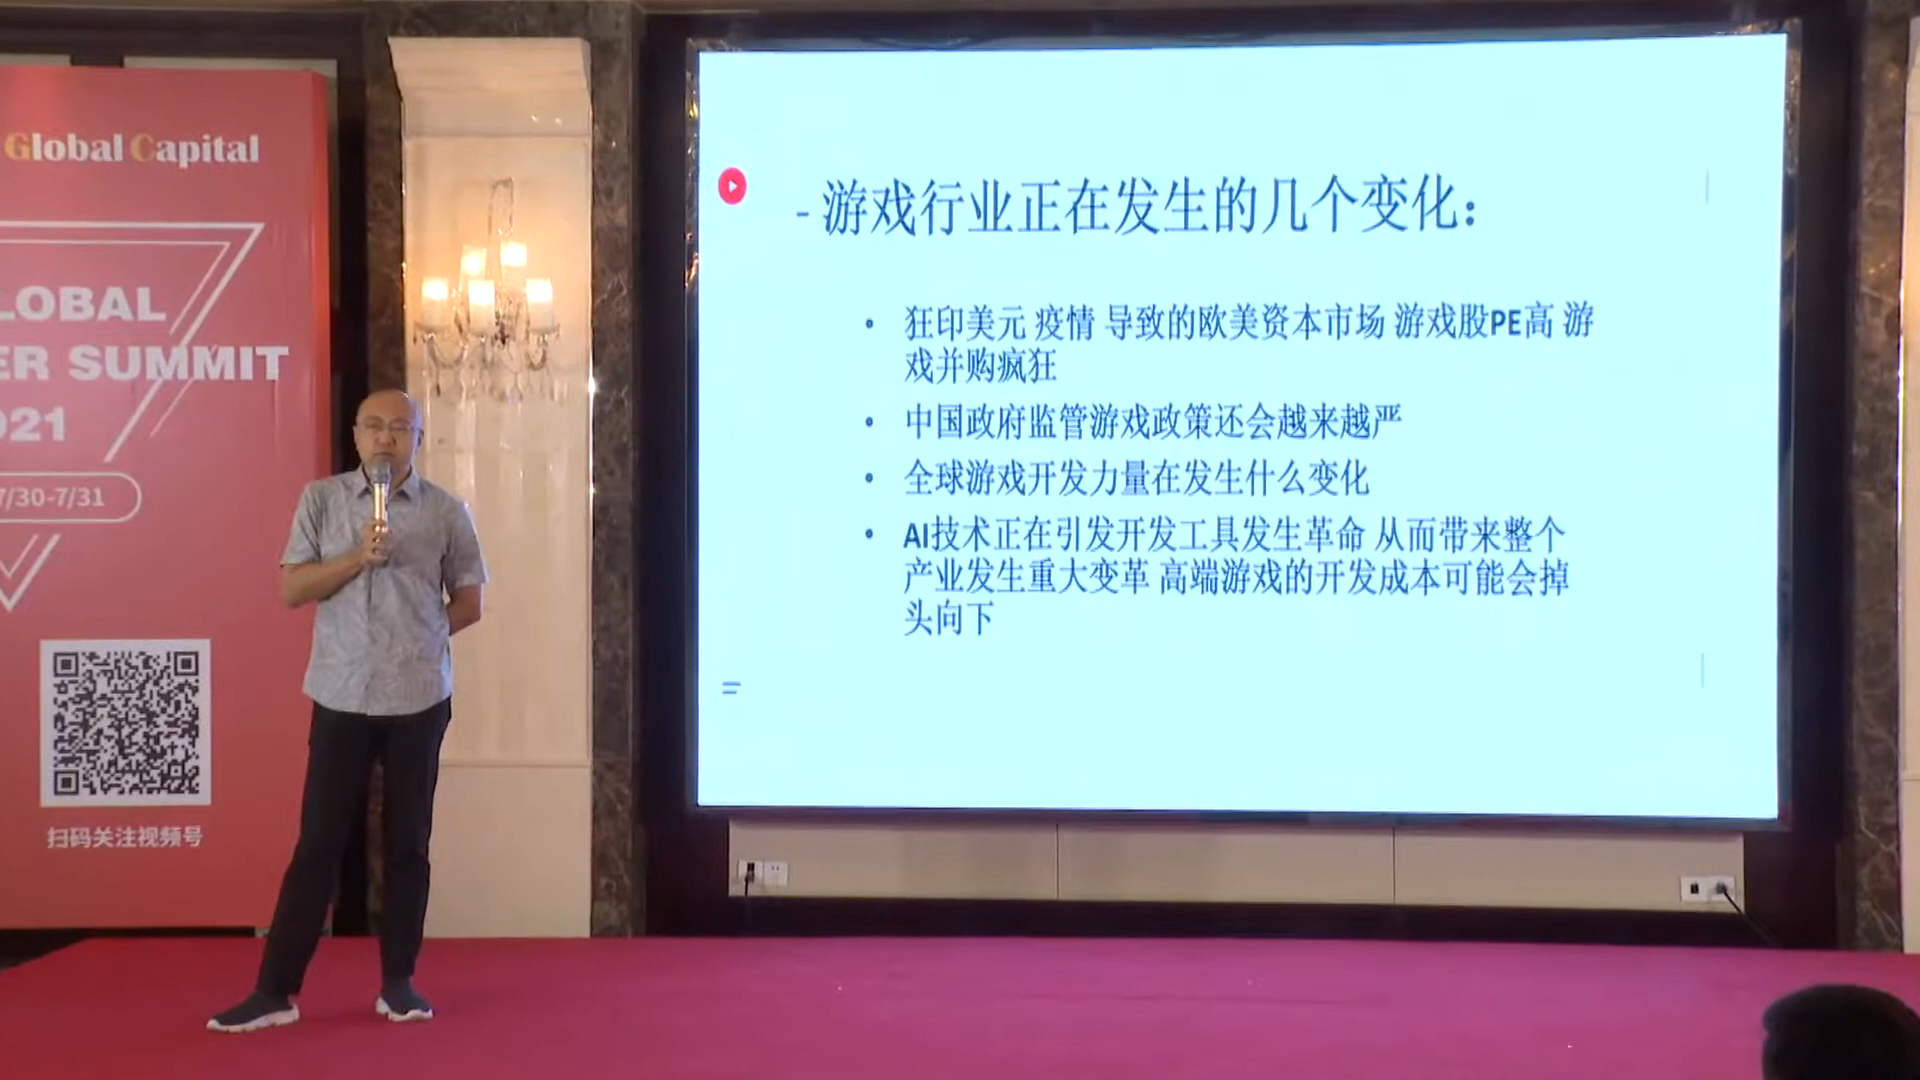 Global Capital
LOBAL
ER SUMMIT
021
7/30-7/31
扫码关注视频号
- 游戏行业正在发生的几个变化：
• 狂印美元 疫情 导致的欧美资本市场 游戏股PE高 游
戏并购疯狂
• 中国政府监管游戏政策还会越来越严
• 全球游戏开发力量在发生什么变化
• AI技术正在引发开发工具发生革命 从而带来整个
产业发生重大变革 高端游戏的开发成本可能会掉
头向下